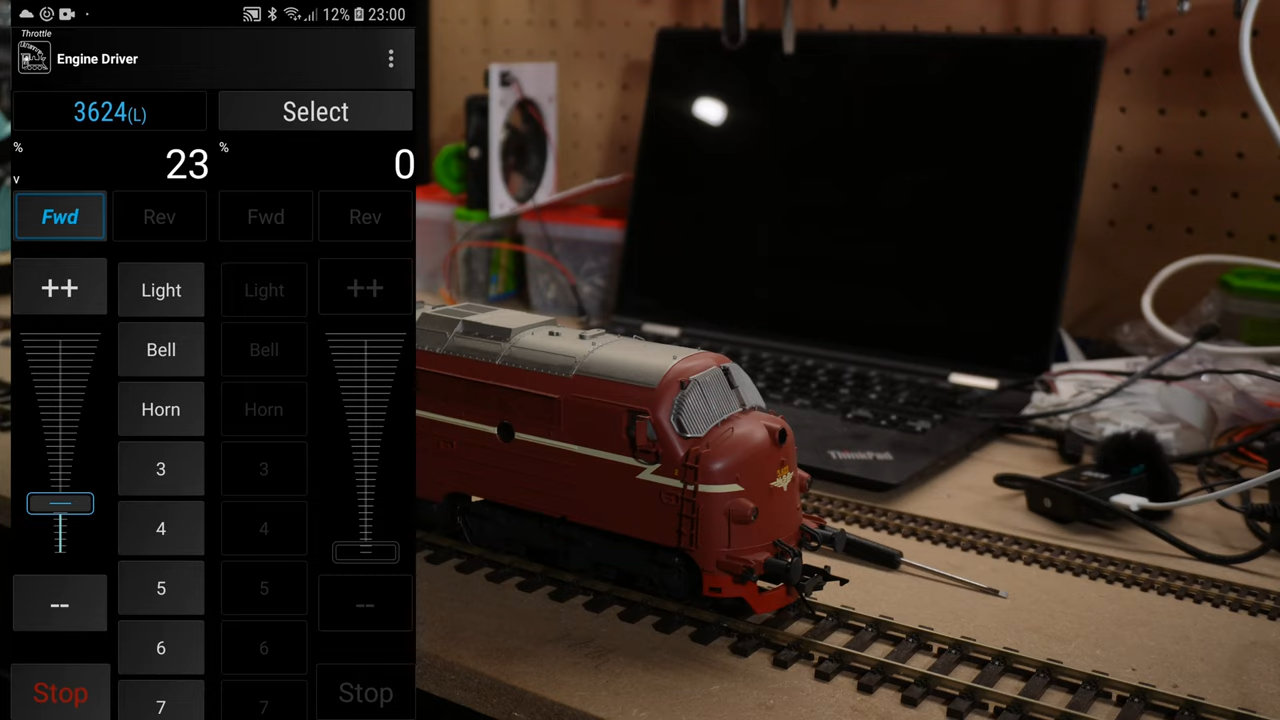 12% 23:00
Throttle
Engine Driver
3624(L) Select
% 23 % 0
v
Fwd Rev Fwd Rev
++ Light Light ++
Bell Bell
Horn Horn
3 3
4 4
-- 5 5 --
6 6
Stop 7 7 Stop
ThinkPad